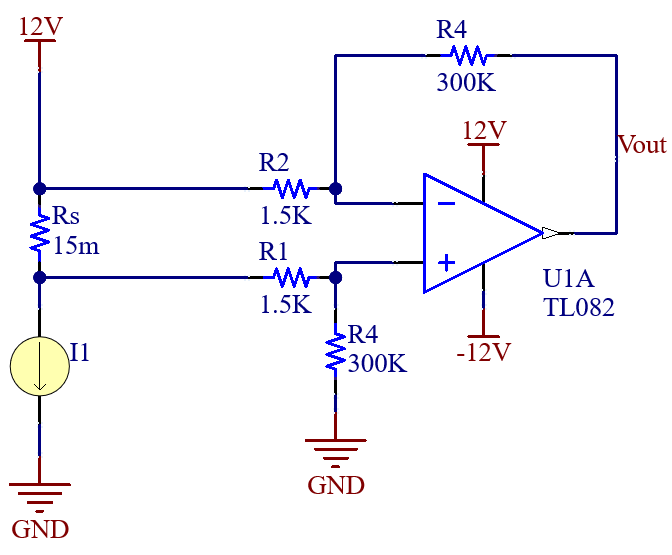 12V
R4
300K
12V
Vout
R2
1.5K
Rs
15m
R1
1.5K
U1A
TL082
I1
R4
300K
-12V
GND
GND